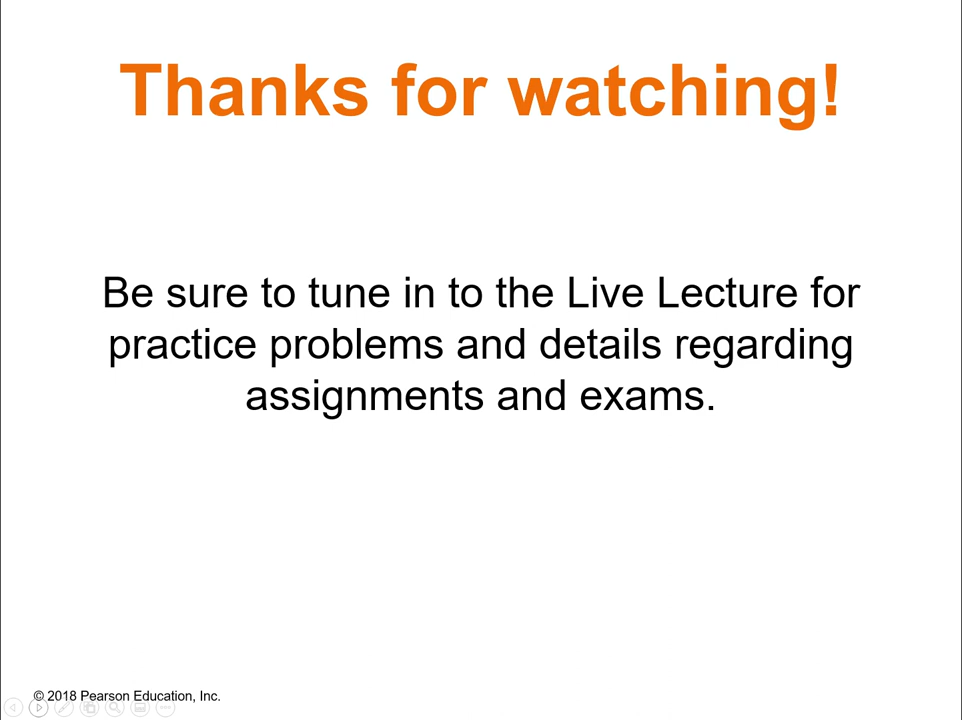 Thanks for watching!
Be sure to tune in to the Live Lecture for
practice problems and details regarding
assignments and exams.
© 2018 Pearson Education, Inc.